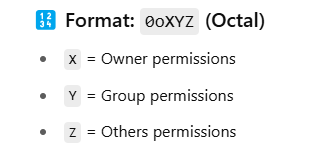 🔢 Format: 0oXYZ (Octal)
• X = Owner permissions
• Y = Group permissions
• Z = Others permissions